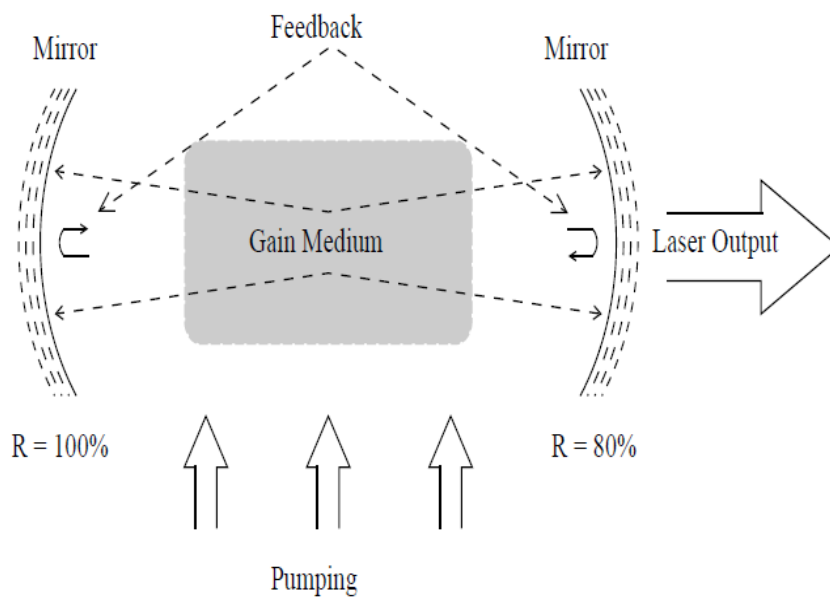 Feedback
Mirror
Mirror
Gain Medium
Laser Output
R = 100%
R = 80%
Pumping